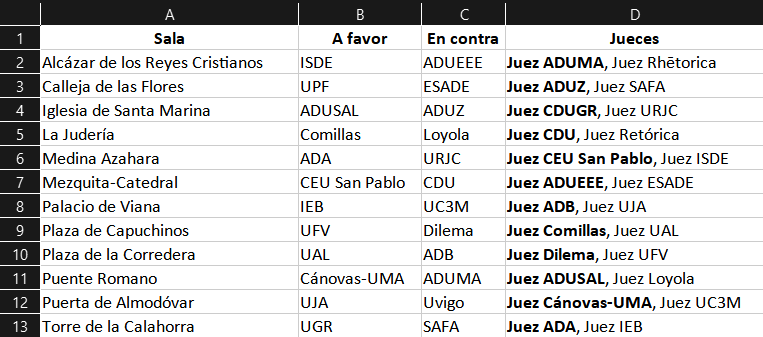 A B C D
1 Sala A favor En contra Jueces
2 Alcázar de los Reyes Cristianos ISDE ADUEEE Juez ADUMA, Juez Rhētorica
3 Calleja de las Flores UPF ESADE Juez ADUZ, Juez SAFA
4 Iglesia de Santa Marina ADUSAL ADUZ Juez CDUGR, Juez URJC
5 La Judería Comillas Loyola Juez CDU, Juez Retórica
6 Medina Azahara ADA URJC Juez CEU San Pablo, Juez ISDE
7 Mezquita-Catedral CEU San Pablo CDU Juez ADUEEE, Juez ESADE
8 Palacio de Viana IEB UC3M Juez ADB, Juez UJA
9 Plaza de Capuchinos UFV Dilema Juez Comillas, Juez UAL
10 Plaza de la Corredera UAL ADB Juez Dilema, Juez UFV
11 Puente Romano Cánovas-UMA ADUMA Juez ADUSAL, Juez Loyola
12 Puerta de Almodóvar UJA Uvigo Juez Cánovas-UMA, Juez UC3M
13 Torre de la Calahorra UGR SAFA Juez ADA, Juez IEB